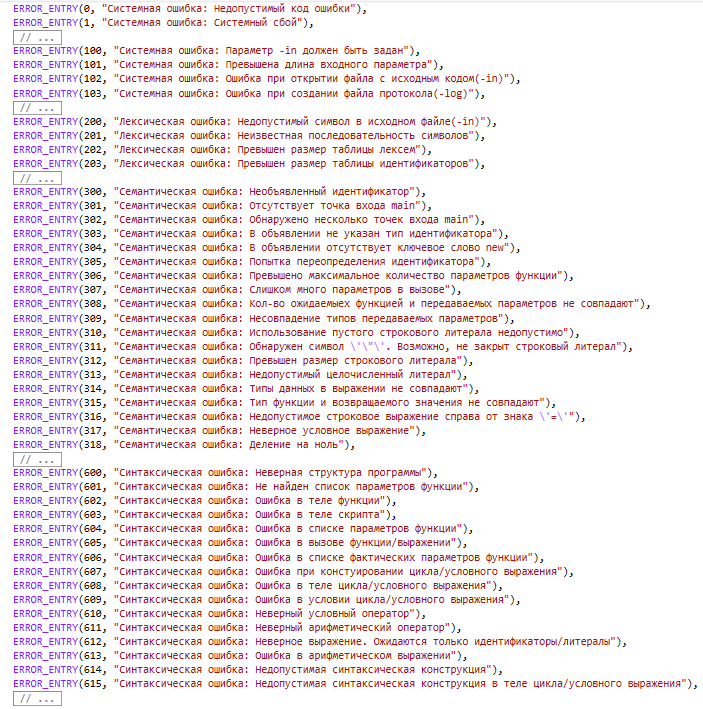 ERROR_ENTRY(0, "Системная ошибка: Недопустимый код ошибки"),
ERROR_ENTRY(1, "Системная ошибка: Системный сбой"),
// ...
ERROR_ENTRY(100, "Системная ошибка: Параметр -in должен быть задан"),
ERROR_ENTRY(101, "Системная ошибка: Превышена длина входного параметра"),
ERROR_ENTRY(102, "Системная ошибка: Ошибка при открытии файла с исходным кодом(-in)"),
ERROR_ENTRY(103, "Системная ошибка: Ошибка при создании файла протокола(-log)"),
// ...
ERROR_ENTRY(200, "Лексическая ошибка: Недопустимый символ в исходном файле(-in)"),
ERROR_ENTRY(201, "Лексическая ошибка: Неизвестная последовательность символов"),
ERROR_ENTRY(202, "Лексическая ошибка: Превышен размер таблицы лексем"),
ERROR_ENTRY(203, "Лексическая ошибка: Превышен размер таблицы идентификаторов"),
// ...
ERROR_ENTRY(300, "Семантическая ошибка: Необъявленный идентификатор"),
ERROR_ENTRY(301, "Семантическая ошибка: Отсутствует точка входа main"),
ERROR_ENTRY(302, "Семантическая ошибка: Обнаружено несколько точек входа main"),
ERROR_ENTRY(303, "Семантическая ошибка: В объявлении не указан тип идентификатора"),
ERROR_ENTRY(304, "Семантическая ошибка: В объявлении отсутствует ключевое слово new"),
ERROR_ENTRY(305, "Семантическая ошибка: Попытка переопределения идентификатора"),
ERROR_ENTRY(306, "Семантическая ошибка: Превышено максимальное количество параметров функции"),
ERROR_ENTRY(307, "Семантическая ошибка: Слишком много параметров в вызове"),
ERROR_ENTRY(308, "Семантическая ошибка: Кол-во ожидаемыех функцией и передаваемых параметров не совпадают"),
ERROR_ENTRY(309, "Семантическая ошибка: Несовпадение типов передаваемых параметров"),
ERROR_ENTRY(310, "Семантическая ошибка: Использование пустого строкового литерала недопустимо"),
ERROR_ENTRY(311, "Семантическая ошибка: Обнаружен символ \'\"\'. Возможно, не закрыт строковый литерал"),
ERROR_ENTRY(312, "Семантическая ошибка: Превышен размер строкового литерала"),
ERROR_ENTRY(313, "Семантическая ошибка: Недопустимый целочисленный литерал"),
ERROR_ENTRY(314, "Семантическая ошибка: Типы данных в выражении не совпадают"),
ERROR_ENTRY(315, "Семантическая ошибка: Тип функции и возвращаемого значения не совпадают"),
ERROR_ENTRY(316, "Семантическая ошибка: Недопустимое строковое выражение справа от знака \'=\'"),
ERROR_ENTRY(317, "Семантическая ошибка: Неверное условное выражение"),
ERROR_ENTRY(318, "Семантическая ошибка: Деление на ноль"),
// ...
ERROR_ENTRY(600, "Синтаксическая ошибка: Неверная структура программы"),
ERROR_ENTRY(601, "Синтаксическая ошибка: Не найден список параметров функции"),
ERROR_ENTRY(602, "Синтаксическая ошибка: Ошибка в теле функции"),
ERROR_ENTRY(603, "Синтаксическая ошибка: Ошибка в теле скрипта"),
ERROR_ENTRY(604, "Синтаксическая ошибка: Ошибка в списке параметров функции"),
ERROR_ENTRY(605, "Синтаксическая ошибка: Ошибка в вызове функции/выражении"),
ERROR_ENTRY(606, "Синтаксическая ошибка: Ошибка в списке фактических параметров функции"),
ERROR_ENTRY(607, "Синтаксическая ошибка: Ошибка при констуировании цикла/условного выражения"),
ERROR_ENTRY(608, "Синтаксическая ошибка: Ошибка в теле цикла/условного выражения"),
ERROR_ENTRY(609, "Синтаксическая ошибка: Ошибка в условии цикла/условного выражения"),
ERROR_ENTRY(610, "Синтаксическая ошибка: Неверный условный оператор"),
ERROR_ENTRY(611, "Синтаксическая ошибка: Неверный арифметический оператор"),
ERROR_ENTRY(612, "Синтаксическая ошибка: Неверное выражение. Ожидаются только идентификаторы/литералы"),
ERROR_ENTRY(613, "Синтаксическая ошибка: Ошибка в арифметическом выражении"),
ERROR_ENTRY(614, "Синтаксическая ошибка: Недопустимая синтаксическая конструкция"),
ERROR_ENTRY(615, "Синтаксическая ошибка: Недопустимая синтаксическая конструкция в теле цикла/условного выражения"),
// ...